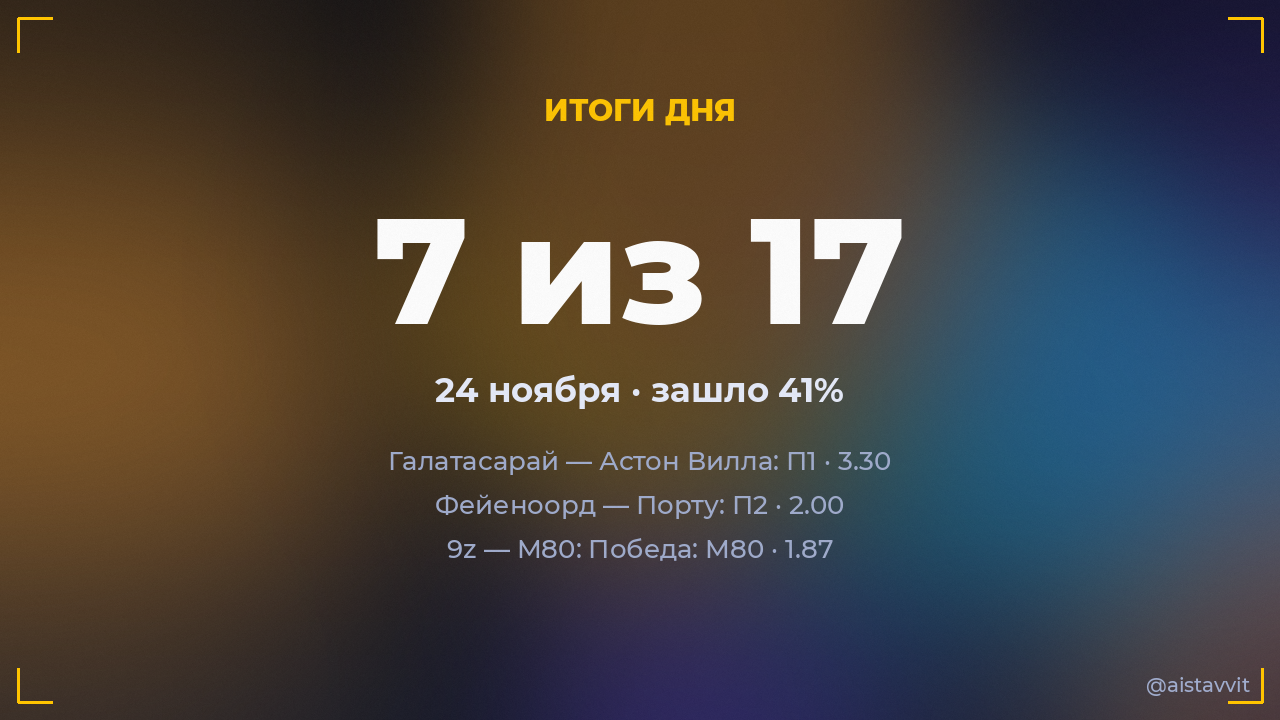 ИТОГИ ДНЯ
7 из 17
24 ноября · зашло 41%
Галатасарай — Астон Вилла: П1 · 3.30
Фейеноорд — Порту: П2 · 2.00
9z — M80: Победа: M80 · 1.87
@aistavvit